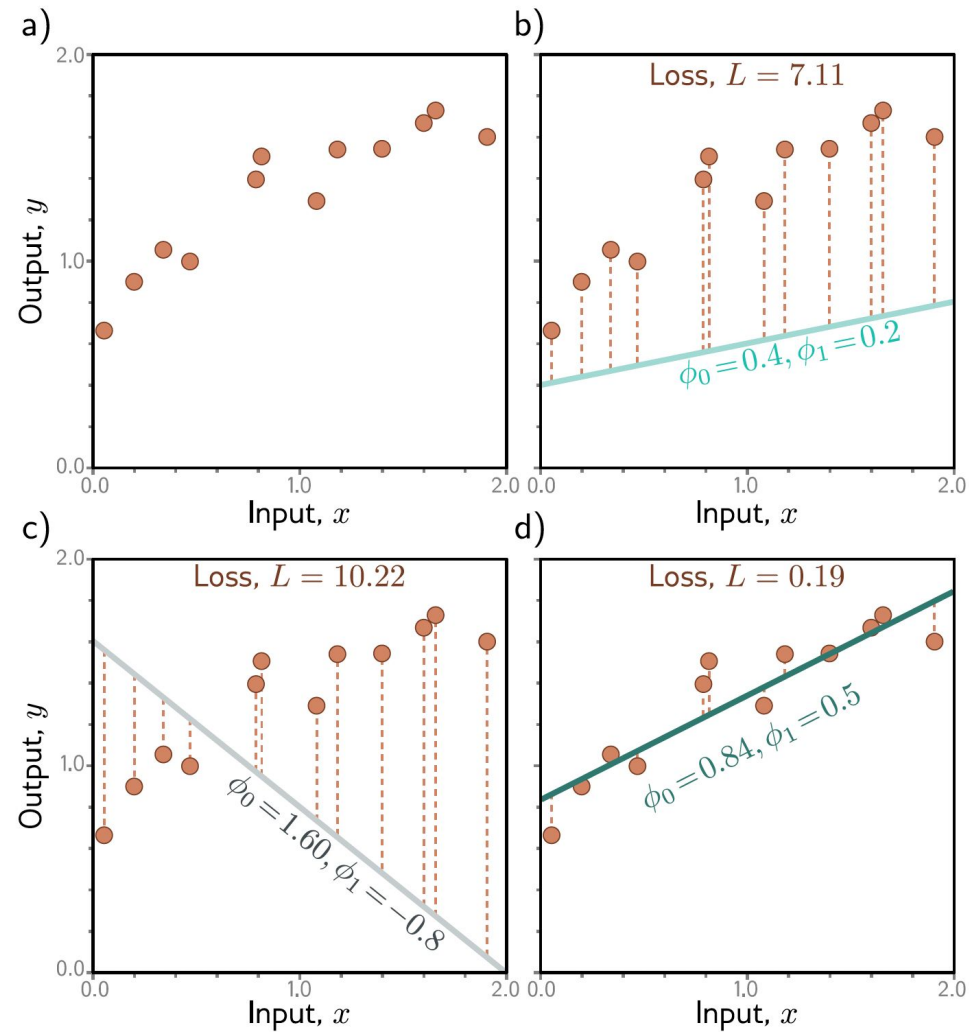 a)
2.0
1.0
0.0
Output, y
0.0 1.0 2.0
Input, x
b)
Loss, L = 7.11
ϕ₀ = 0.4, ϕ₁ = 0.2
0.0 1.0 2.0
Input, x
c)
2.0
1.0
0.0
Output, y
Loss, L = 10.22
ϕ₀ = 1.60, ϕ₁ = −0.8
0.0 1.0 2.0
Input, x
d)
Loss, L = 0.19
ϕ₀ = 0.84, ϕ₁ = 0.5
0.0 1.0 2.0
Input, x